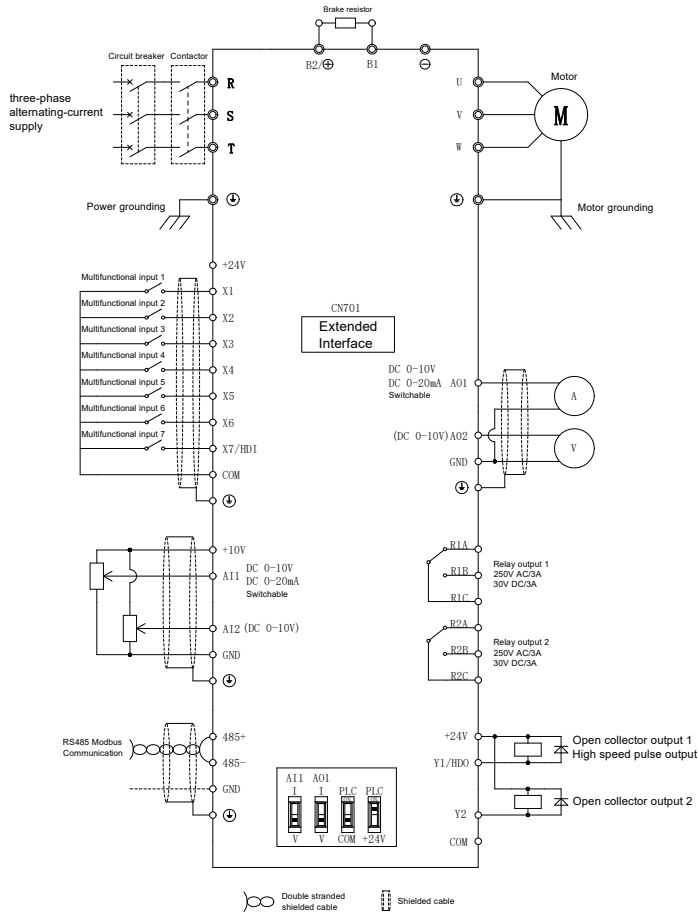 Brake resistor
B2/⊕
B1
⊖
Circuit breaker
Contactor
three-phase
alternating-current
supply
R
S
T
Power grounding
U
V
W
Motor
M
Motor grounding
+24V
Multifunctional input 1
X1
Multifunctional input 2
X2
Multifunctional input 3
X3
Multifunctional input 4
X4
Multifunctional input 5
X5
Multifunctional input 6
X6
Multifunctional input 7
X7/HDI
COM
CN701
Extended
Interface
DC 0-10V
DC 0-20mA
Switchable
AO1
A
(DC 0-10V)AO2
V
GND
+10V
AI1
DC 0-10V
DC 0-20mA
Switchable
AI2 (DC 0-10V)
GND
R1A
R1B
R1C
Relay output 1
250V AC/3A
30V DC/3A
R2A
R2B
R2C
Relay output 2
250V AC/3A
30V DC/3A
RS485 Modbus
Communication
485+
485-
GND
AI1 AO1
I I PLC PLC
ON ON
V V COM +24V
+24V
Y1/HDO
Open collector output 1
High speed pulse output
Y2
Open collector output 2
COM
Double stranded
shielded cable
Shielded cable